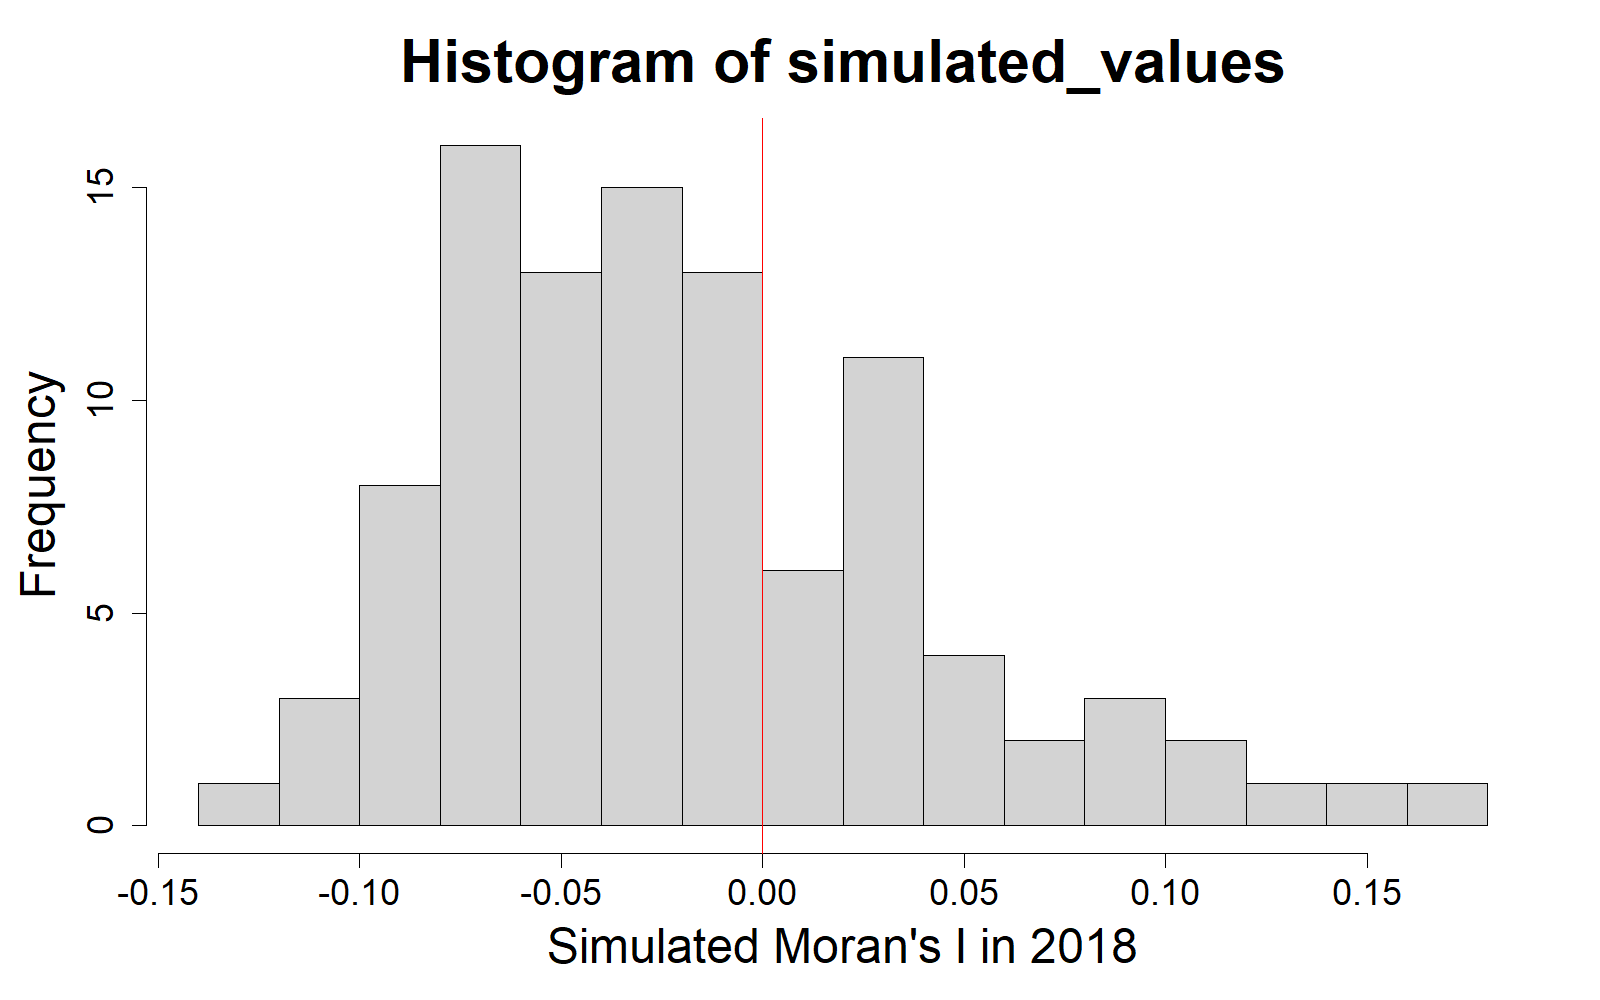 Histogram of simulated_values
Frequency
15
10
5
0
-0.15 -0.10 -0.05 0.00 0.05 0.10 0.15
Simulated Moran's I in 2018